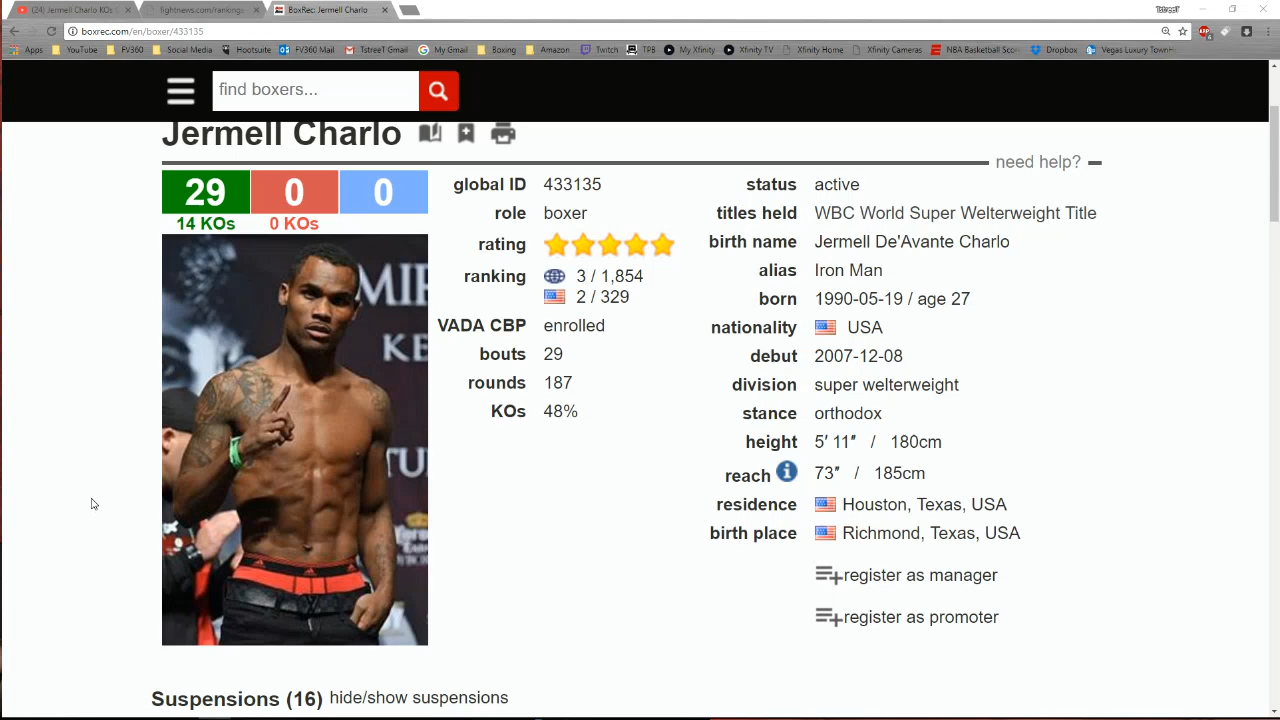 (24) Jermell Charlo KOs
fightnews.com/rankings
BoxRec: Jermell Charlo
TstreeT
boxrec.com/en/boxer/433135
Apps YouTube FV360 Social Media Hootsuite FV360 Mail TstreeT Gmail My Gmail Boxing Amazon Twitch TPB My Xfinity Xfinity TV Xfinity Home Xfinity Cameras NBA Basketball Sco Dropbox Vegas Luxury Town
find boxers...
Jermell Charlo
need help?
29 0 0
14 KOs 0 KOs
global ID 433135
role boxer
rating
ranking 3 / 1,854
2 / 329
VADA CBP enrolled
bouts 29
rounds 187
KOs 48%
status active
titles held WBC World Super Welterweight Title
birth name Jermell De'Avante Charlo
alias Iron Man
born 1990-05-19 / age 27
nationality USA
debut 2007-12-08
division super welterweight
stance orthodox
height 5′ 11″ / 180cm
reach 73″ / 185cm
residence Houston, Texas, USA
birth place Richmond, Texas, USA
register as manager
register as promoter
Suspensions (16) hide/show suspensions